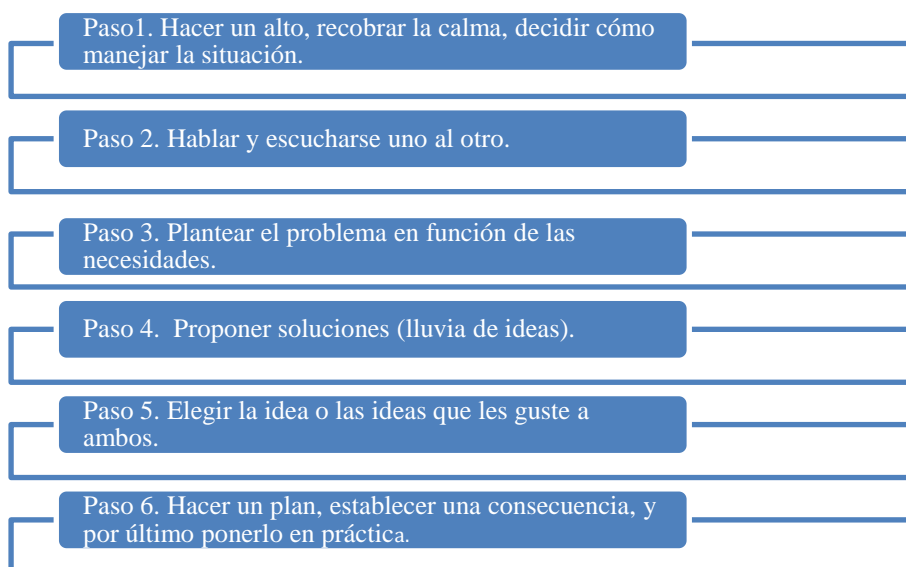 Paso1. Hacer un alto, recobrar la calma, decidir cómo
manejar la situación.
Paso 2. Hablar y escucharse uno al otro.
Paso 3. Plantear el problema en función de las
necesidades.
Paso 4.  Proponer soluciones (lluvia de ideas).
Paso 5. Elegir la idea o las ideas que les guste a
ambos.
Paso 6. Hacer un plan, establecer una consecuencia, y
por último ponerlo en práctica.